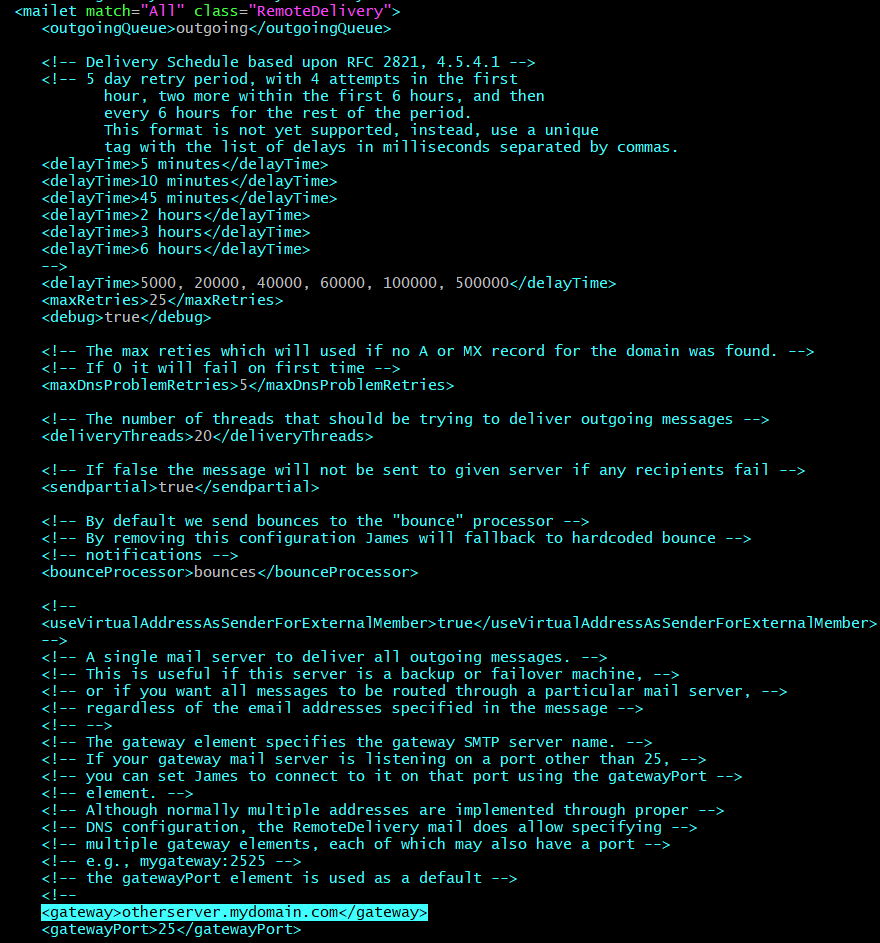 <mailet match="All" class="RemoteDelivery">
<outgoingQueue>outgoing</outgoingQueue>
<!-- Delivery Schedule based upon RFC 2821, 4.5.4.1 -->
<!-- 5 day retry period, with 4 attempts in the first
hour, two more within the first 6 hours, and then
every 6 hours for the rest of the period.
This format is not yet supported, instead, use a unique
tag with the list of delays in milliseconds separated by commas.
<delayTime>5 minutes</delayTime>
<delayTime>10 minutes</delayTime>
<delayTime>45 minutes</delayTime>
<delayTime>2 hours</delayTime>
<delayTime>3 hours</delayTime>
<delayTime>6 hours</delayTime>
-->
<delayTime>5000, 20000, 40000, 60000, 100000, 500000</delayTime>
<maxRetries>25</maxRetries>
<debug>true</debug>
<!-- The max reties which will used if no A or MX record for the domain was found. -->
<!-- If 0 it will fail on first time -->
<maxDnsProblemRetries>5</maxDnsProblemRetries>
<!-- The number of threads that should be trying to deliver outgoing messages -->
<deliveryThreads>20</deliveryThreads>
<!-- If false the message will not be sent to given server if any recipients fail -->
<sendpartial>true</sendpartial>
<!-- By default we send bounces to the "bounce" processor -->
<!-- By removing this configuration James will fallback to hardcoded bounce -->
<!-- notifications -->
<bounceProcessor>bounces</bounceProcessor>
<!--
<useVirtualAddressAsSenderForExternalMember>true</useVirtualAddressAsSenderForExternalMember>
-->
<!-- A single mail server to deliver all outgoing messages. -->
<!-- This is useful if this server is a backup or failover machine, -->
<!-- or if you want all messages to be routed through a particular mail server, -->
<!-- regardless of the email addresses specified in the message -->
<!-- -->
<!-- The gateway element specifies the gateway SMTP server name. -->
<!-- If your gateway mail server is listening on a port other than 25, -->
<!-- you can set James to connect to it on that port using the gatewayPort -->
<!-- element. -->
<!-- Although normally multiple addresses are implemented through proper -->
<!-- DNS configuration, the RemoteDelivery mail does allow specifying -->
<!-- multiple gateway elements, each of which may also have a port -->
<!-- e.g., mygateway:2525 -->
<!-- the gatewayPort element is used as a default -->
<!--
<gateway>otherserver.mydomain.com</gateway>
<gatewayPort>25</gatewayPort>